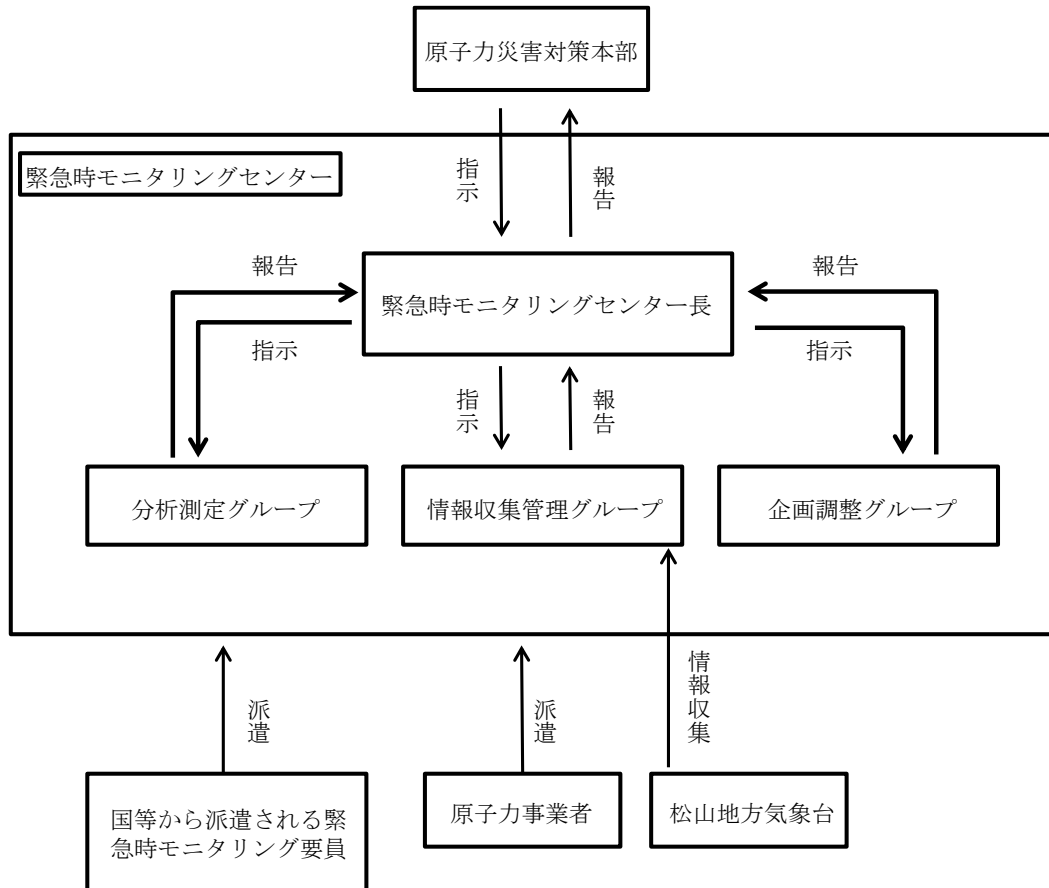 原子力災害対策本部
指示
報告
緊急時モニタリングセンター
報告
報告
緊急時モニタリングセンター長
指示
指示
指示
報告
分析測定グループ
情報収集管理グループ
企画調整グループ
派遣
派遣
情報収集
国等から派遣される緊
急時モニタリング要員
原子力事業者
松山地方気象台